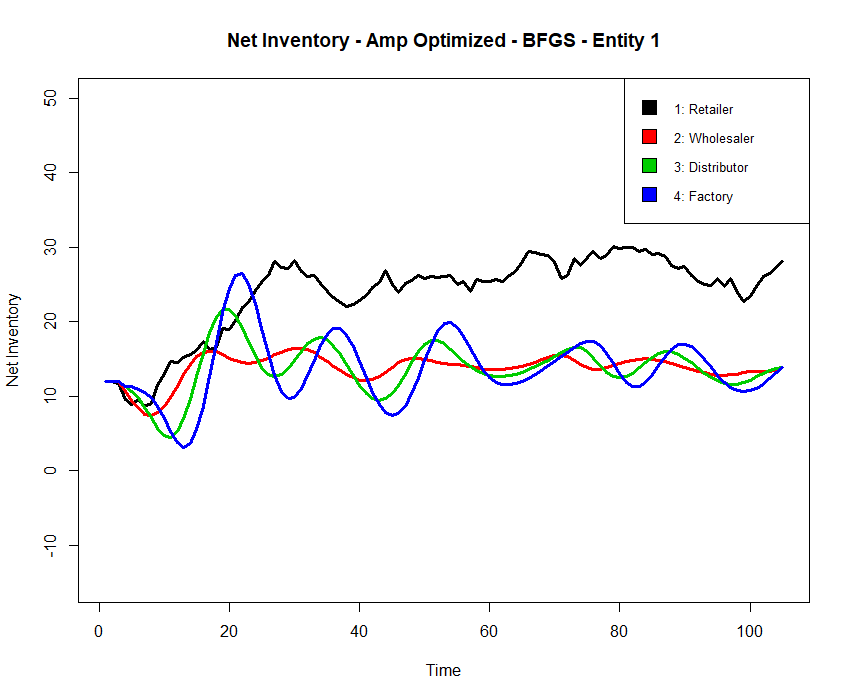 Net Inventory - Amp Optimized - BFGS - Entity 1
50
40
30
20
10
0
-10
Net Inventory
1: Retailer
2: Wholesaler
3: Distributor
4: Factory
0 20 40 60 80 100
Time